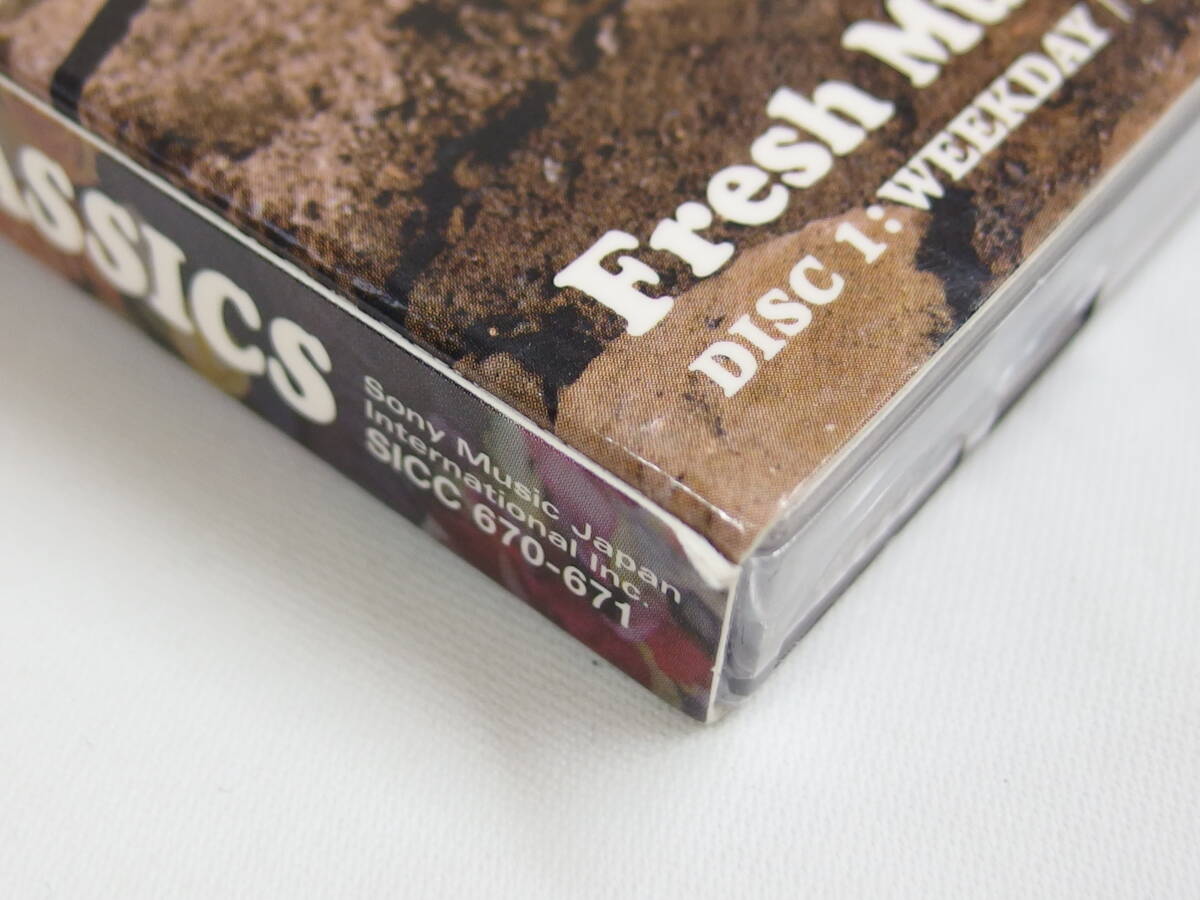 Fresh Mu
DISC 1: WEEKDAY /
ASSICS
Sony Music Japan
International Inc.
SICC 670-671